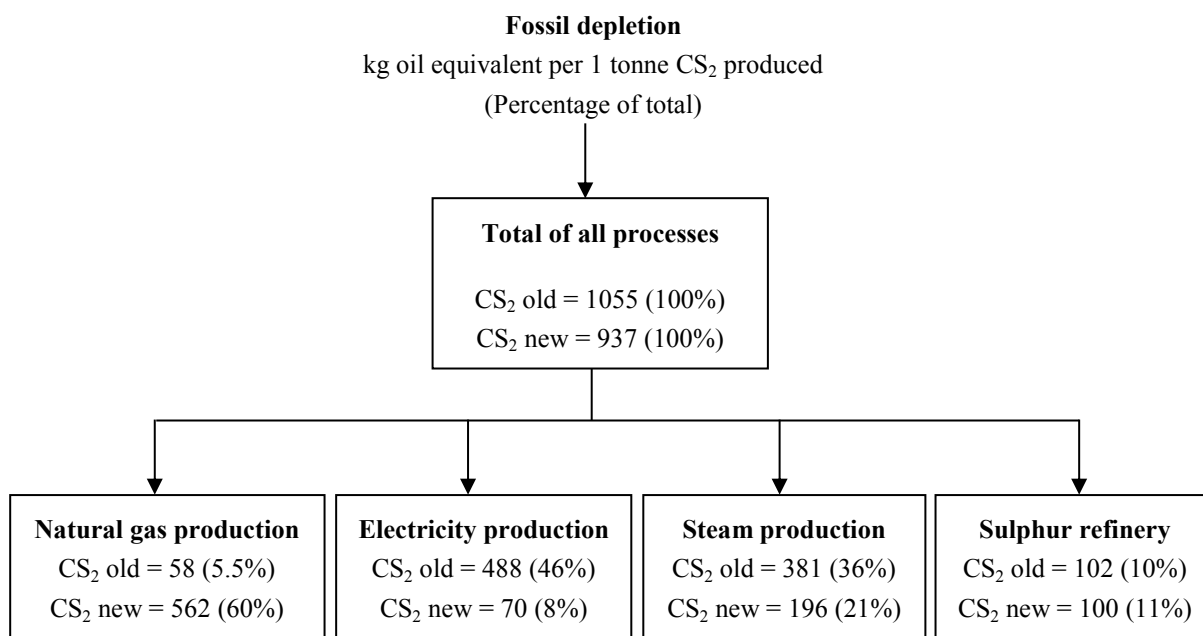 Fossil depletion
kg oil equivalent per 1 tonne CS₂ produced
(Percentage of total)
Total of all processes
CS₂ old = 1055 (100%)
CS₂ new = 937 (100%)
Natural gas production
CS₂ old = 58 (5.5%)
CS₂ new = 562 (60%)
Electricity production
CS₂ old = 488 (46%)
CS₂ new = 70 (8%)
Steam production
CS₂ old = 381 (36%)
CS₂ new = 196 (21%)
Sulphur refinery
CS₂ old = 102 (10%)
CS₂ new = 100 (11%)